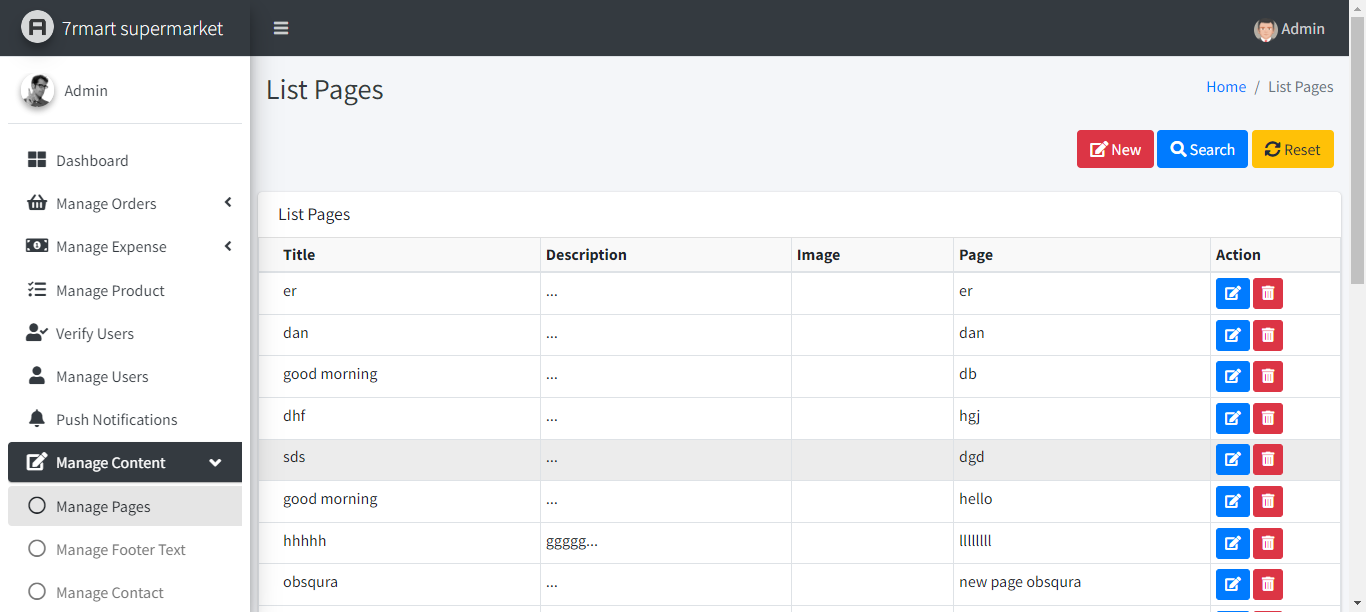 7rmart supermarket
Admin
Admin
List Pages
Home / List Pages
New Search Reset
Dashboard
Manage Orders
Manage Expense
Manage Product
Verify Users
Manage Users
Push Notifications
Manage Content
Manage Pages
Manage Footer Text
Manage Contact
List Pages
Title Description Image Page Action
er ... er
dan ... dan
good morning ... db
dhf ... hgj
sds ... dgd
good morning ... hello
hhhhh ggggg... llllllll
obsqura ... new page obsqura